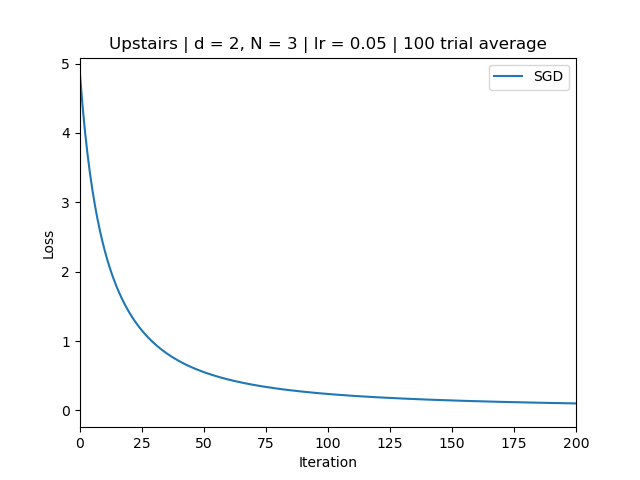 Upstairs | d = 2, N = 3 | lr = 0.05 | 100 trial average
SGD
5
4
3
2
1
0
Loss
0 25 50 75 100 125 150 175 200
Iteration